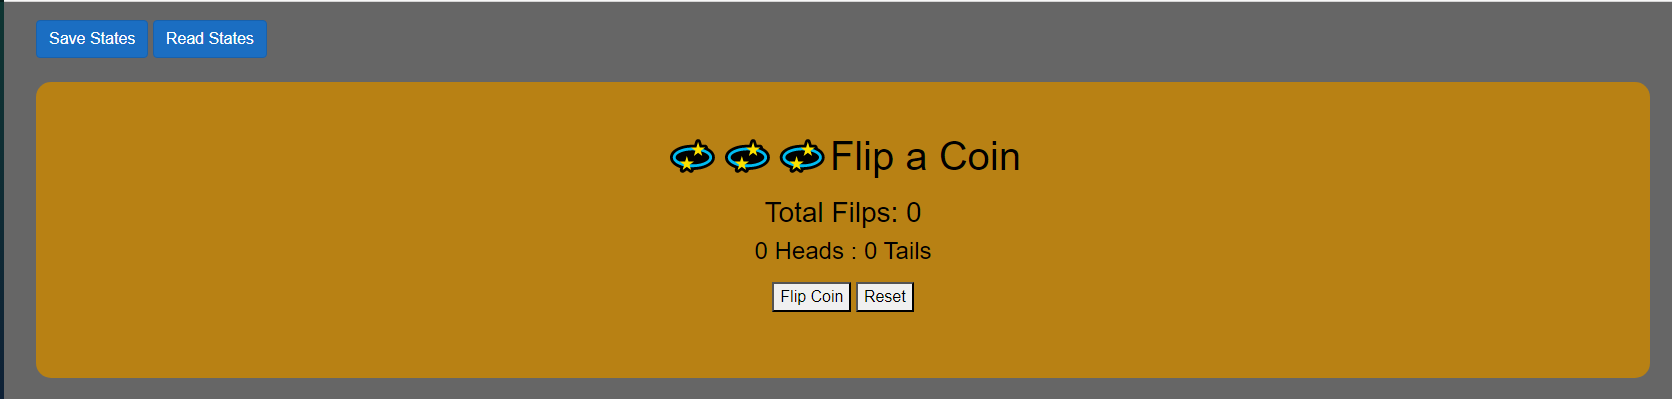 Save States Read States
Flip a Coin
Total Filps: 0
0 Heads : 0 Tails
Flip Coin Reset